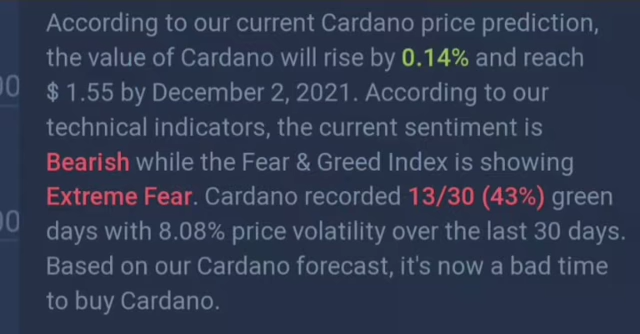 According to our current Cardano price prediction,
the value of Cardano will rise by 0.14% and reach
$ 1.55 by December 2, 2021. According to our
technical indicators, the current sentiment is
Bearish while the Fear & Greed Index is showing
Extreme Fear. Cardano recorded 13/30 (43%) green
days with 8.08% price volatility over the last 30 days.
Based on our Cardano forecast, it's now a bad time
to buy Cardano.